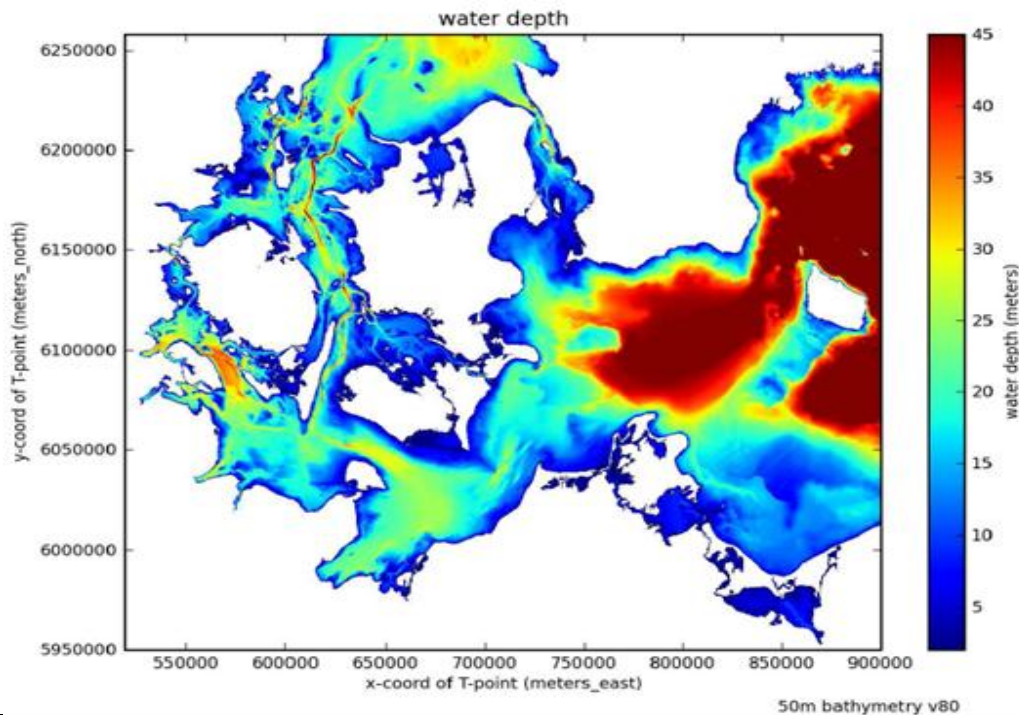 water depth
6250000
6200000
6150000
6100000
6050000
6000000
5950000
y-coord of T-point (meters_north)
550000 600000 650000 700000 750000 800000 850000 900000
x-coord of T-point (meters_east)
45
40
35
30
25
20
15
10
5
water depth (meters)
50m bathymetry v80